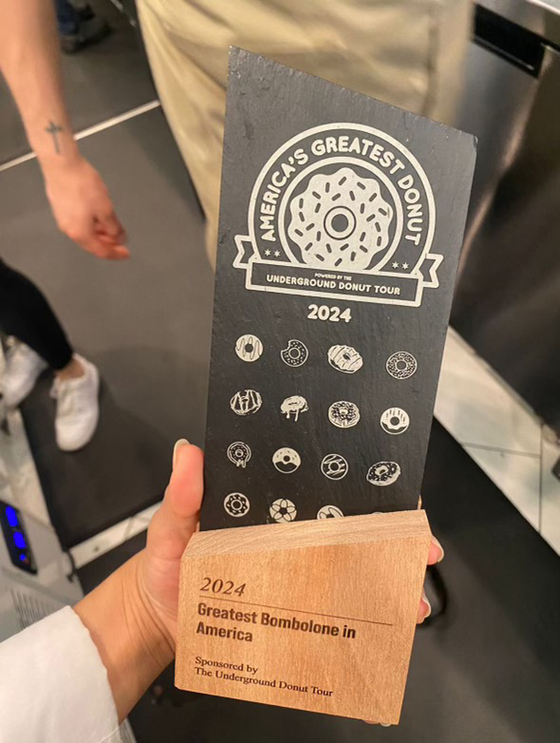 AMERICA'S GREATEST DONUT
POWERED BY THE
UNDERGROUND DONUT TOUR
2024
2024
Greatest Bombolone in
America
Sponsored by
The Underground Donut Tour